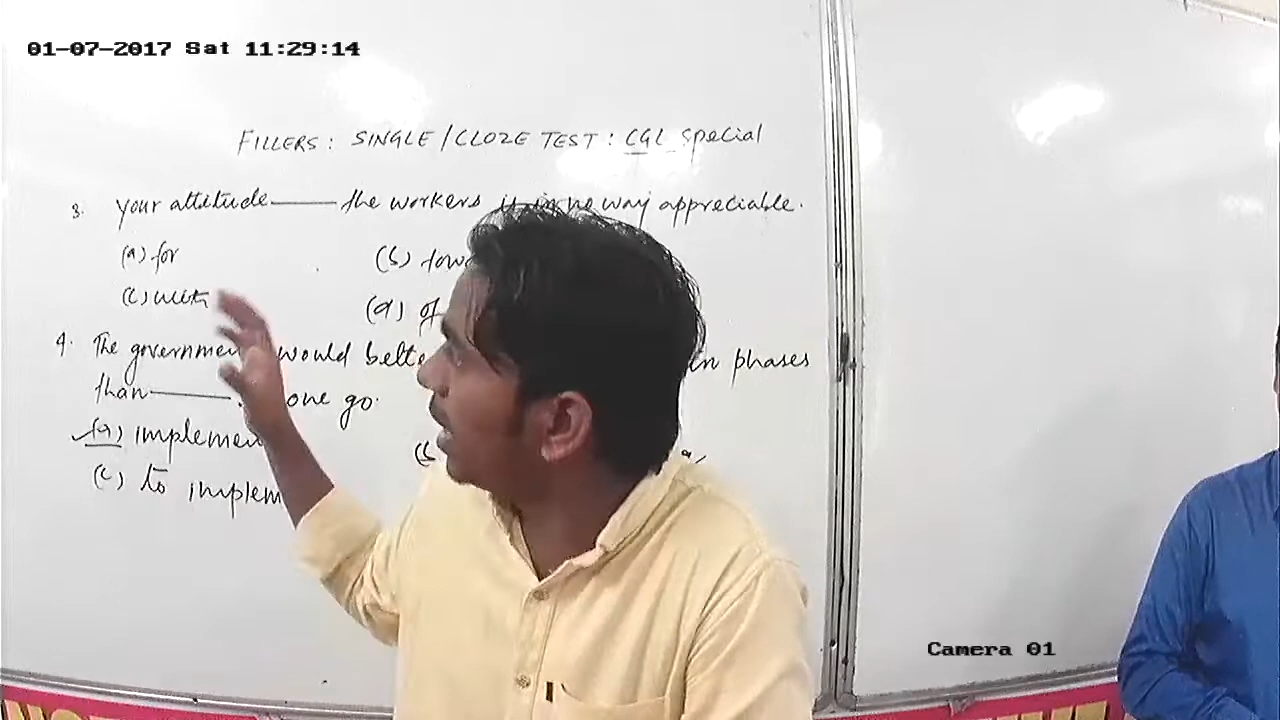 01-07-2017 Sat 11:29:14
FILLERS: SINGLE/CLOZE TEST: CGL Special
3. Your attitude ——— the workers is in no way appreciable.
(a) for (b) tow
(c) with (d) of
4. The governmen would bette in phases
than ——— one go.
(a) implemen (b
(c) to implem
Camera 01